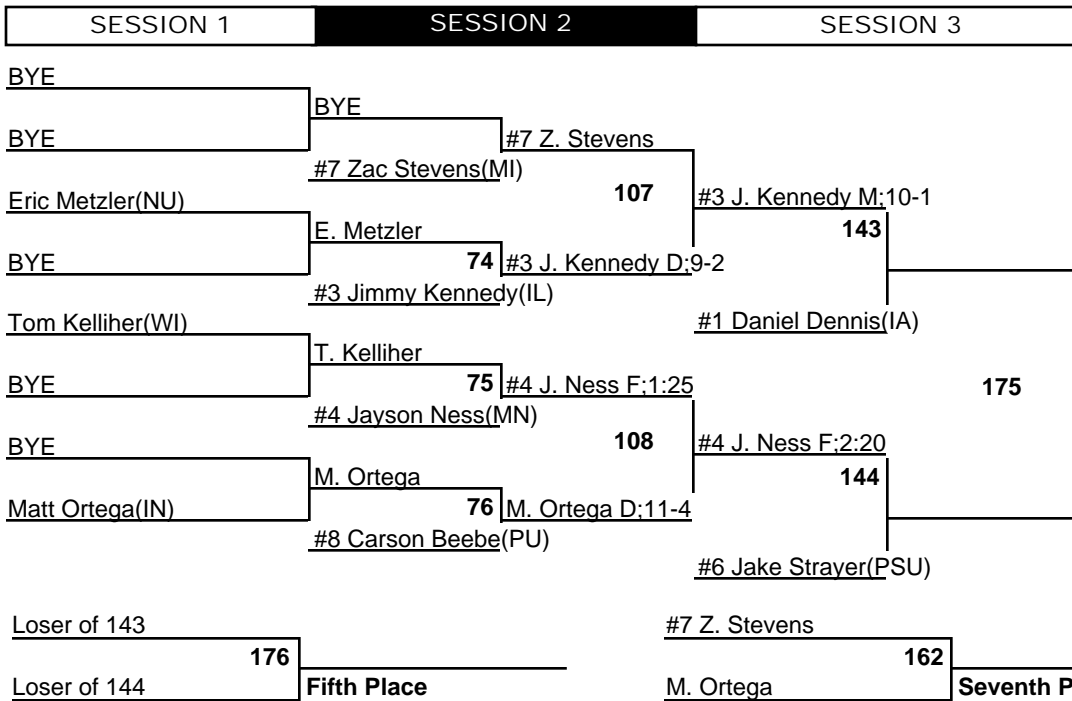 SESSION 1 SESSION 2 SESSION 3
BYE
BYE
BYE #7 Z. Stevens
#7 Zac Stevens(MI)
107
Eric Metzler(NU) #3 J. Kennedy M;10-1
E. Metzler 143
BYE 74 #3 J. Kennedy D;9-2
#3 Jimmy Kennedy(IL)
Tom Kelliher(WI) #1 Daniel Dennis(IA)
T. Kelliher
BYE 75 #4 J. Ness F;1:25 175
#4 Jayson Ness(MN)
BYE 108 #4 J. Ness F;2:20
M. Ortega 144
Matt Ortega(IN) 76 M. Ortega D;11-4
#8 Carson Beebe(PU)
#6 Jake Strayer(PSU)
Loser of 143 #7 Z. Stevens
176 162
Loser of 144 Fifth Place M. Ortega Seventh P